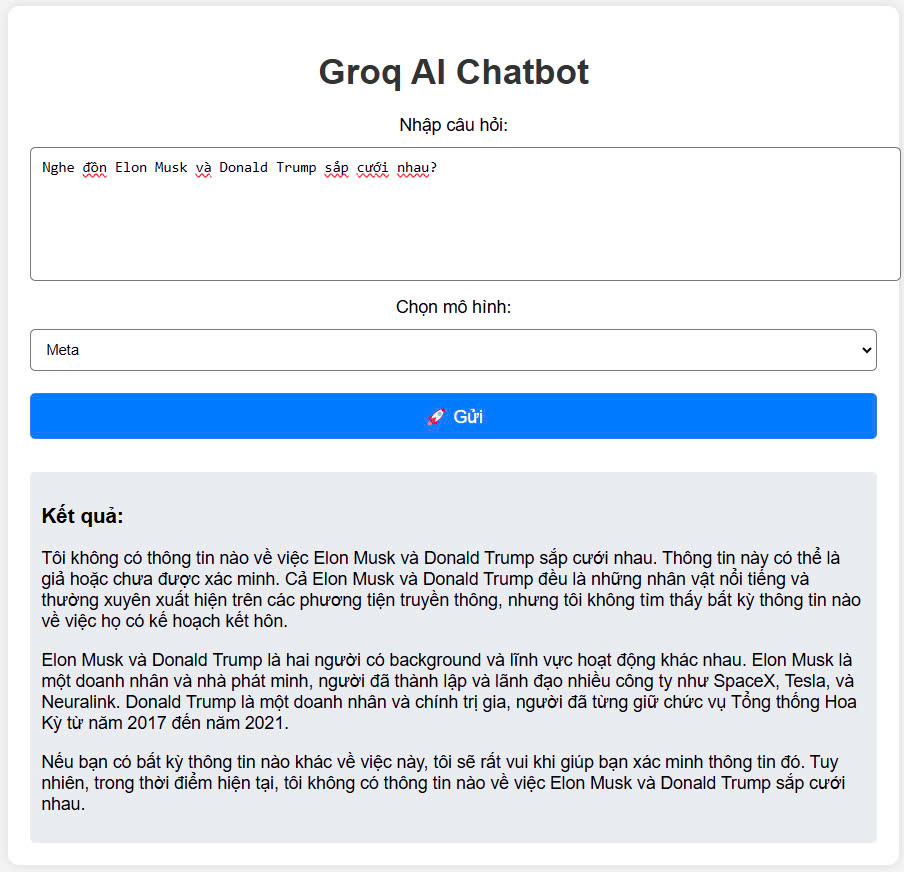 Groq AI Chatbot
Nhập câu hỏi:
Nghe đồn Elon Musk và Donald Trump sắp cưới nhau?
Chọn mô hình:
Meta
🚀 Gửi
Kết quả:
Tôi không có thông tin nào về việc Elon Musk và Donald Trump sắp cưới nhau. Thông tin này có thể là
giả hoặc chưa được xác minh. Cả Elon Musk và Donald Trump đều là những nhân vật nổi tiếng và
thường xuyên xuất hiện trên các phương tiện truyền thông, nhưng tôi không tìm thấy bất kỳ thông tin nào
về việc họ có kế hoạch kết hôn.
Elon Musk và Donald Trump là hai người có background và lĩnh vực hoạt động khác nhau. Elon Musk là
một doanh nhân và nhà phát minh, người đã thành lập và lãnh đạo nhiều công ty như SpaceX, Tesla, và
Neuralink. Donald Trump là một doanh nhân và chính trị gia, người đã từng giữ chức vụ Tổng thống Hoa
Kỳ từ năm 2017 đến năm 2021.
Nếu bạn có bất kỳ thông tin nào khác về việc này, tôi sẽ rất vui khi giúp bạn xác minh thông tin đó. Tuy
nhiên, trong thời điểm hiện tại, tôi không có thông tin nào về việc Elon Musk và Donald Trump sắp cưới
nhau.